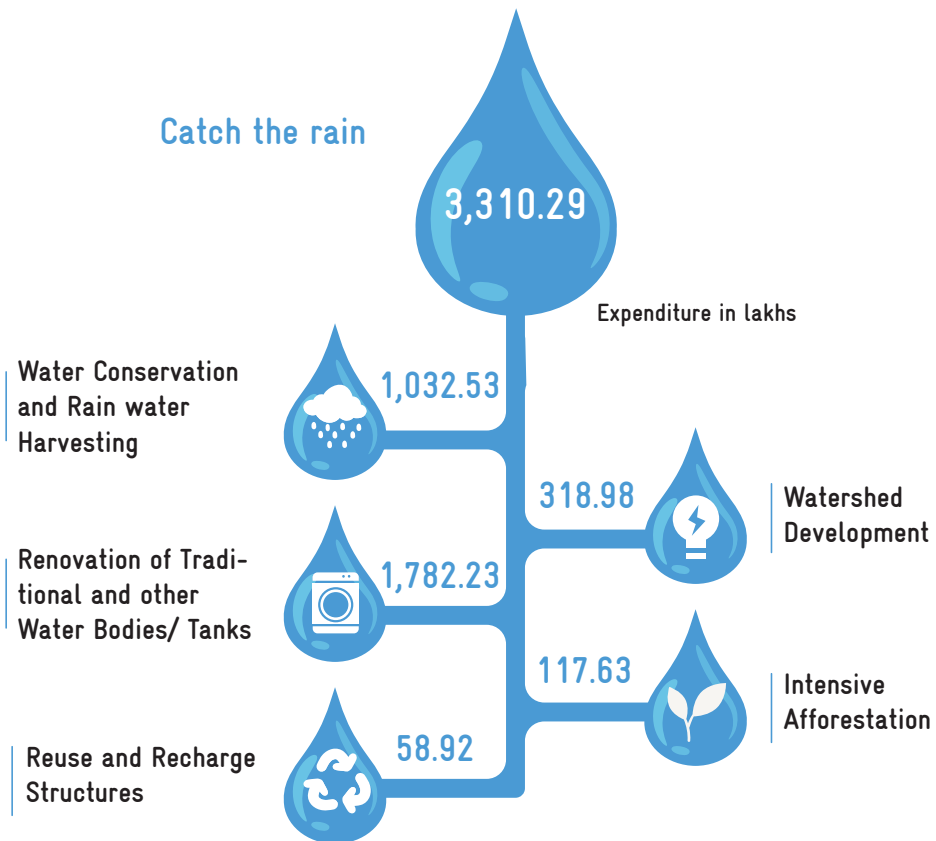 Catch the rain
3,310.29
Expenditure in lakhs
Water Conservation
and Rain water
Harvesting
1,032.53
318.98
Watershed
Development
Renovation of Tradi-
tional and other
Water Bodies/ Tanks
1,782.23
117.63
Intensive
Afforestation
Reuse and Recharge
Structures
58.92